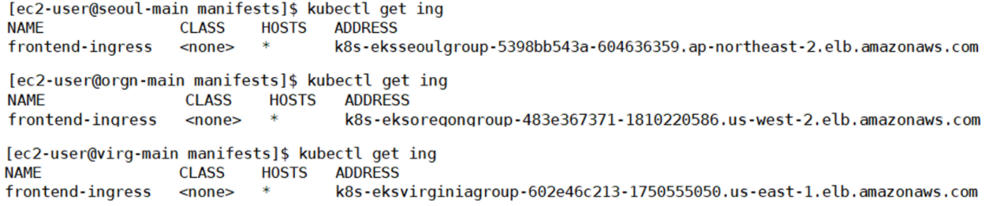 [ec2-user@seoul-main manifests]$ kubectl get ing
NAME CLASS HOSTS ADDRESS
frontend-ingress <none> * k8s-eksseoulgroup-5398bb543a-604636359.ap-northeast-2.elb.amazonaws.com
[ec2-user@orgn-main manifests]$ kubectl get ing
NAME CLASS HOSTS ADDRESS
frontend-ingress <none> * k8s-eksoregongroup-483e367371-1810220586.us-west-2.elb.amazonaws.com
[ec2-user@virg-main manifests]$ kubectl get ing
NAME CLASS HOSTS ADDRESS
frontend-ingress <none> * k8s-eksvirginiagroup-602e46c213-1750555050.us-east-1.elb.amazonaws.com